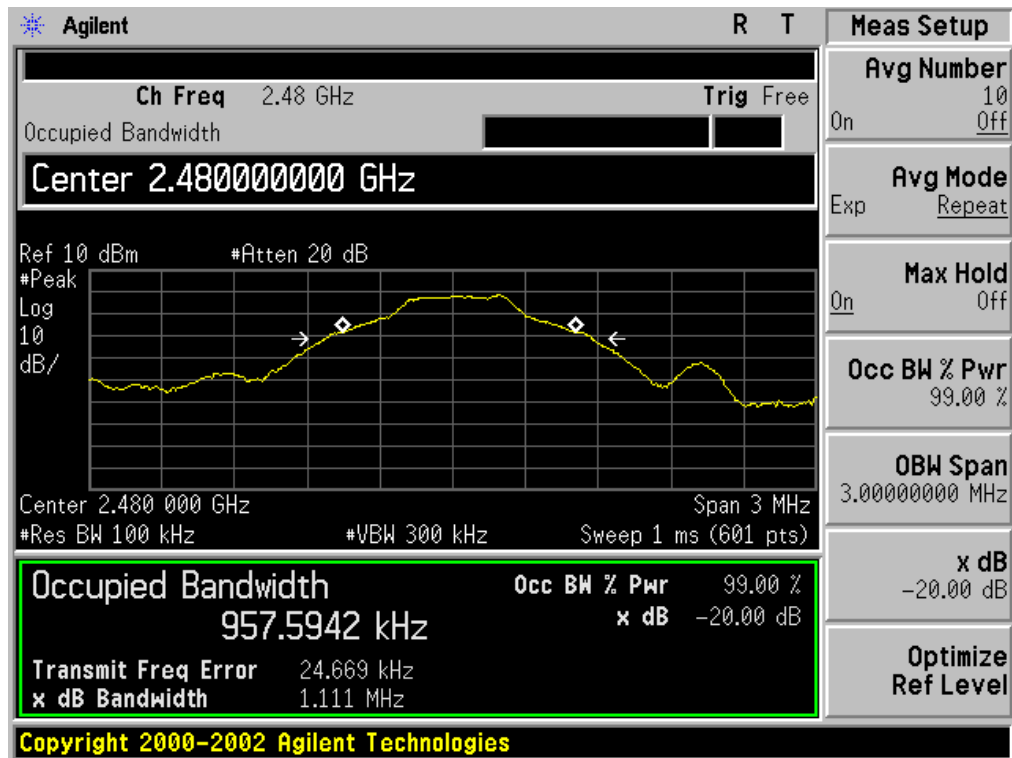 Agilent R T
Ch Freq 2.48 GHz Trig Free
Occupied Bandwidth
Center 2.480000000 GHz
Ref 10 dBm #Atten 20 dB
#Peak
Log
10
dB/
Center 2.480 000 GHz Span 3 MHz
#Res BW 100 kHz #VBW 300 kHz Sweep 1 ms (601 pts)
Occupied Bandwidth Occ BW % Pwr 99.00 %
957.5942 kHz x dB -20.00 dB
Transmit Freq Error 24.669 kHz
x dB Bandwidth 1.111 MHz
Copyright 2000-2002 Agilent Technologies
Meas Setup
Avg Number
10
On Off
Avg Mode
Exp Repeat
Max Hold
On Off
Occ BW % Pwr
99.00 %
OBW Span
3.00000000 MHz
x dB
-20.00 dB
Optimize
Ref Level